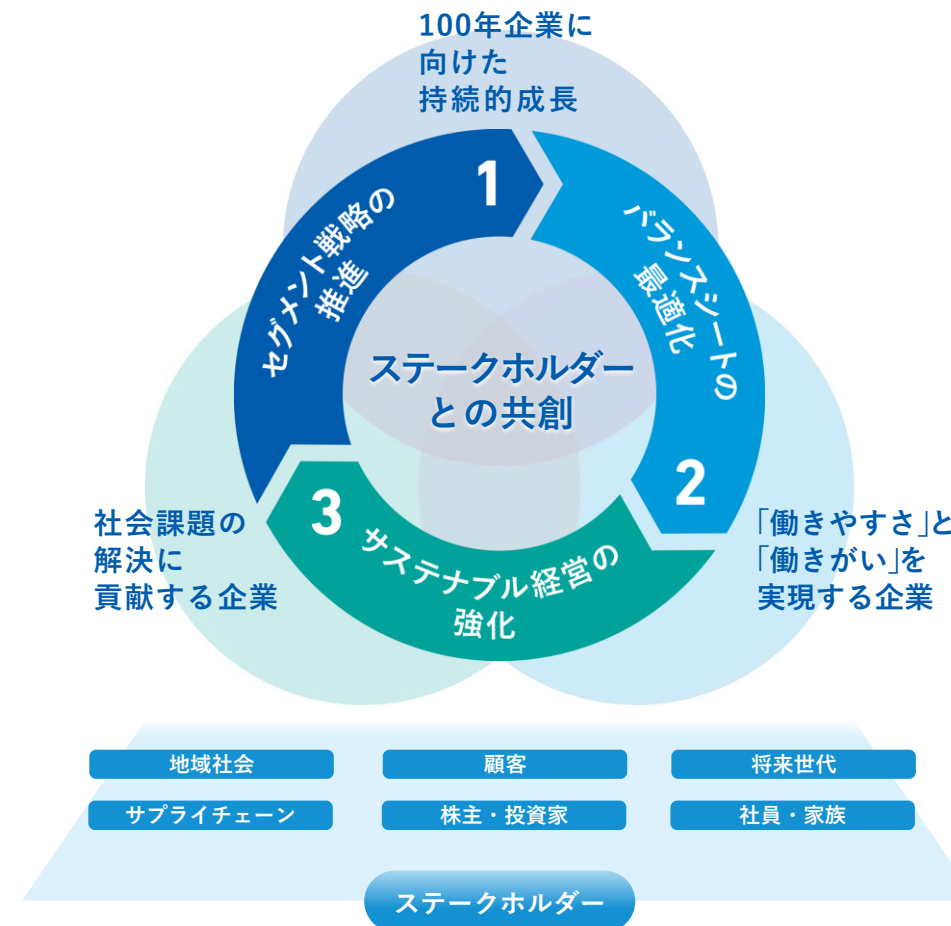 100年企業に
向けた
持続的成長
1
セグメント戦略の
推進
バランスシートの
最適化
2
ステークホルダー
との共創
3
サステナブル経営の
強化
社会課題の
解決に
貢献する企業
「働きやすさ」と
「働きがい」を
実現する企業
地域社会
顧客
将来世代
サプライチェーン
株主・投資家
社員・家族
ステークホルダー